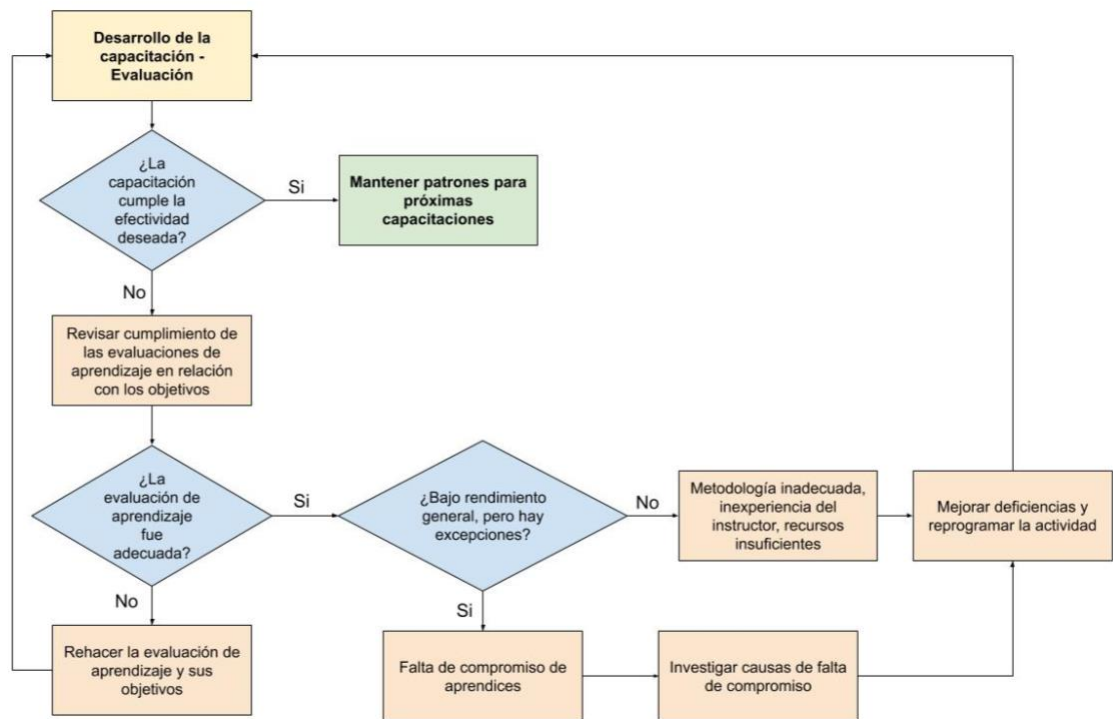 Desarrollo de la
capacitación -
Evaluación
¿La
capacitación
cumple la
efectividad
deseada?
Si
Mantener patrones para
próximas
capacitaciones
No
Revisar cumplimiento de
las evaluaciones de
aprendizaje en relación
con los objetivos
¿La
evaluación de
aprendizaje
fue
adecuada?
Si
¿Bajo rendimiento
general, pero hay
excepciones?
No
Metodología inadecuada,
inexperiencia del
instructor, recursos
insuficientes
Mejorar deficiencias y
reprogramar la actividad
No
Si
Rehacer la evaluación de
aprendizaje y sus
objetivos
Falta de compromiso de
aprendices
Investigar causas de falta
de compromiso